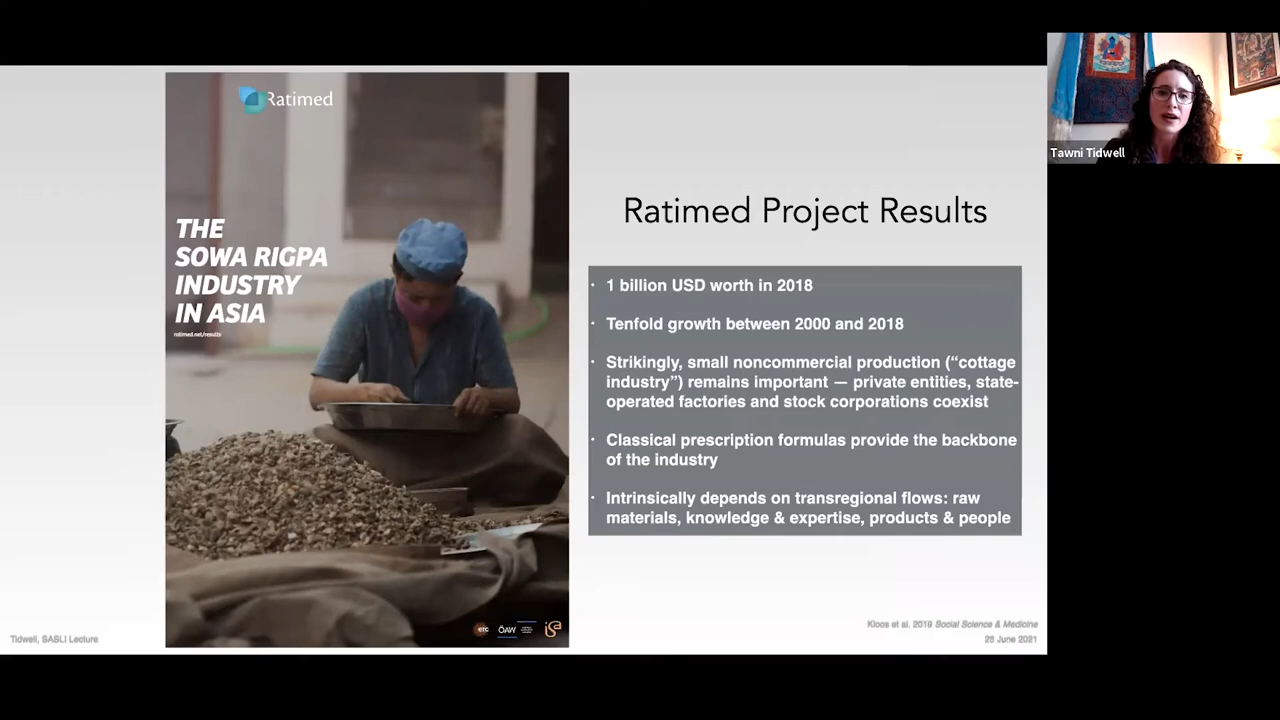 Ratimed
THE
SOWA RIGPA
INDUSTRY
IN ASIA
ratimed.net/results
erc
ÖAW
Ratimed Project Results
· 1 billion USD worth in 2018
· Tenfold growth between 2000 and 2018
· Strikingly, small noncommercial production (“cottage
industry”) remains important — private entities, state-
operated factories and stock corporations coexist
· Classical prescription formulas provide the backbone
of the industry
· Intrinsically depends on transregional flows: raw
materials, knowledge & expertise, products & people
Tidwell, SASLI Lecture
Kloos et al. 2019 Social Science & Medicine
25 June 2021
Tawni Tidwell